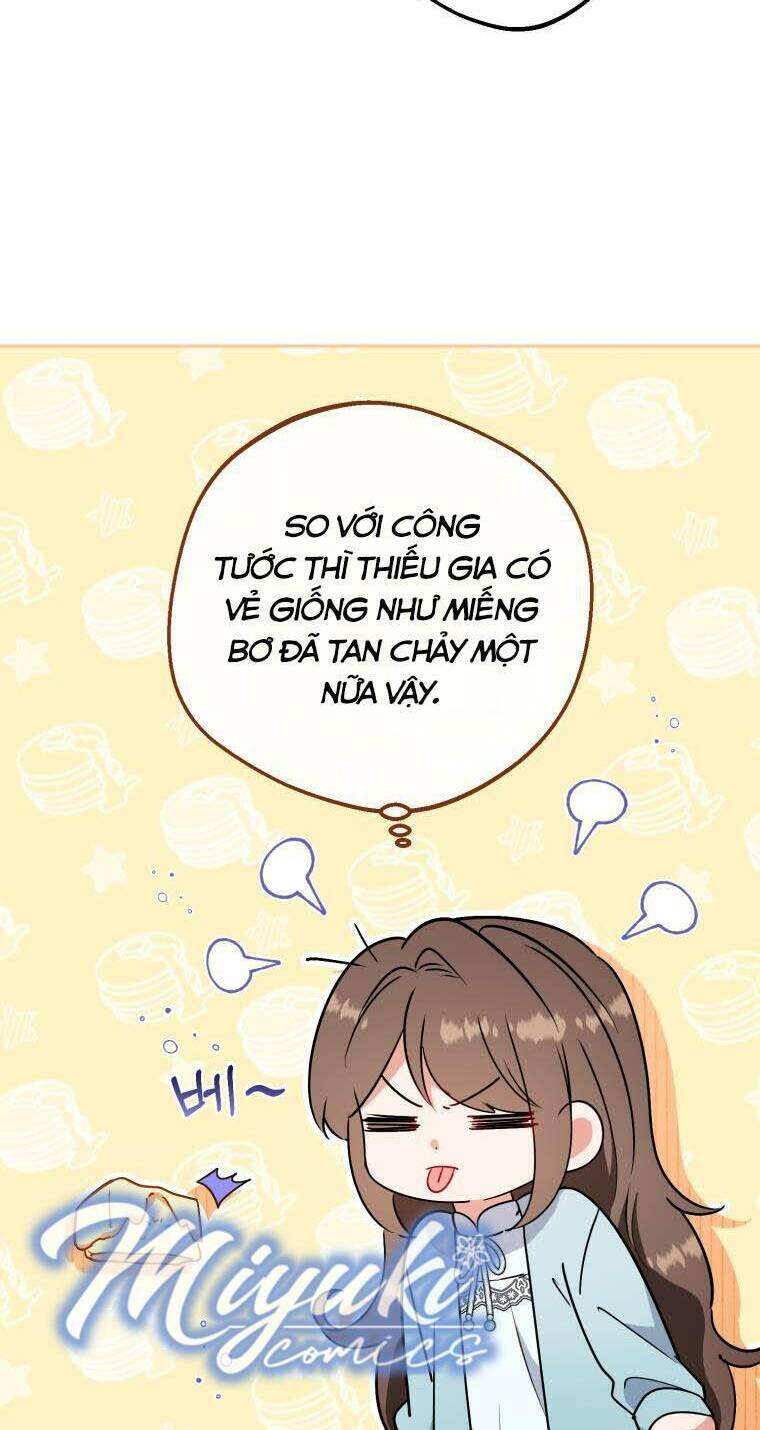 SO VỚI CÔNG
TƯỚC THÌ THIẾU GIA CÓ
VẺ GIỐNG NHƯ MIẾNG
BƠ ĐÃ TAN CHẢY MỘT
NỮA VẬY.
베~
Miyuki
comics